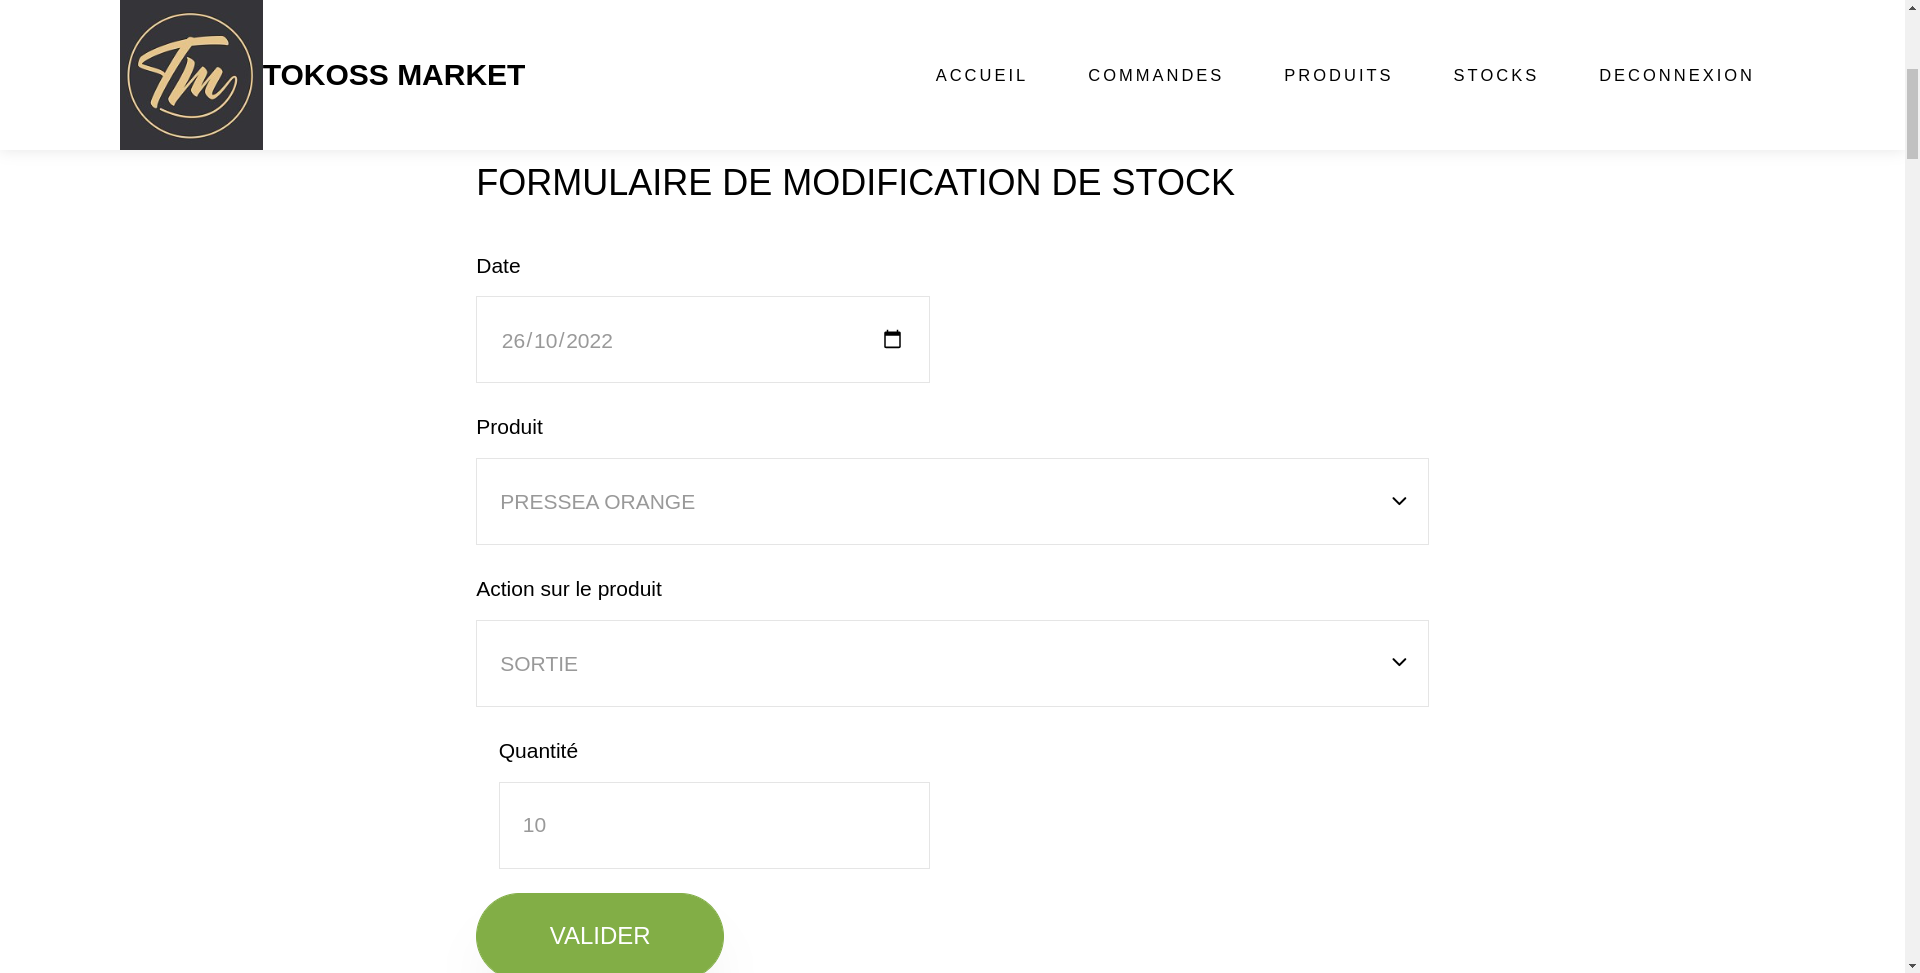 Tm
TOKOSS MARKET
ACCUEIL COMMANDES PRODUITS STOCKS DECONNEXION
FORMULAIRE DE MODIFICATION DE STOCK
Date
26/10/2022
Produit
PRESSEA ORANGE
Action sur le produit
SORTIE
Quantité
10
VALIDER